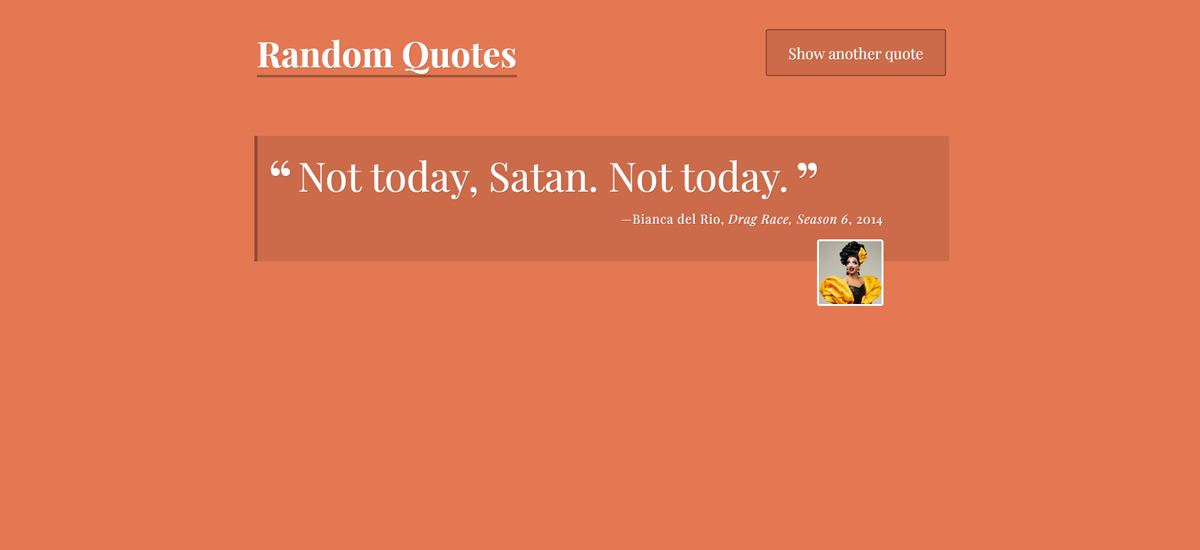 Random Quotes
Show another quote
“ Not today, Satan. Not today. ”
—Bianca del Rio, Drag Race, Season 6, 2014